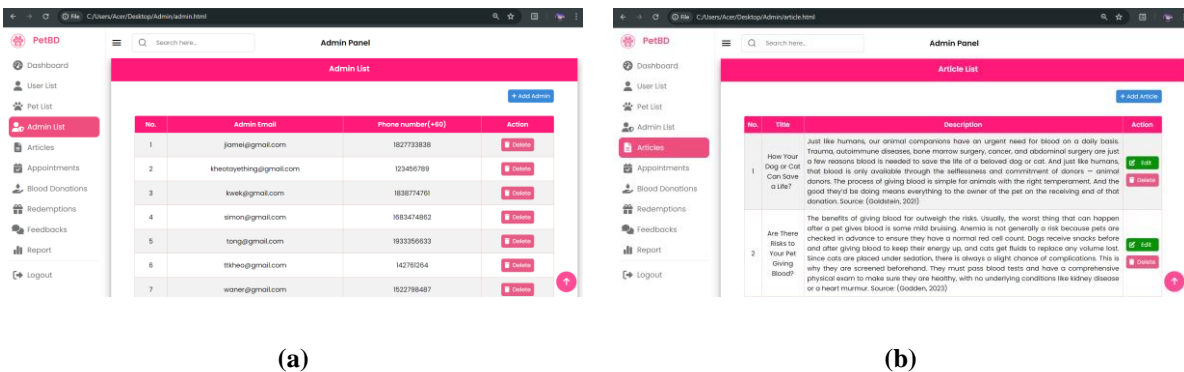 File C:/Users/Acer/Desktop/Admin/admin.html
PetBD
Search here..
Admin Panel
Dashboard
User List
Pet List
Admin List
Articles
Appointments
Blood Donations
Redemptions
Feedbacks
Report
Logout
Admin List
+ Add Admin
No. Admin Email Phone number(+60) Action
1 jiamei@gmail.com 1827733838 Delete
2 kheotayething@gmail.com 123456789 Delete
3 kwek@gmail.com 1838774761 Delete
4 simon@gmail.com 1683474862 Delete
5 tong@gmail.com 1933356633 Delete
6 ttkheo@gmail.com 142761264 Delete
7 waner@gmail.com 1522798487 Delete
(a)
File C:/Users/Acer/Desktop/Admin/article.html
PetBD
Search here..
Admin Panel
Dashboard
User List
Pet List
Admin List
Articles
Appointments
Blood Donations
Redemptions
Feedbacks
Report
Logout
Article List
+ Add Article
No. Title Description Action
1
How Your
Dog or Cat
Can Save
a Life?
Just like humans, our animal companions have an urgent need for blood on a daily basis.
Trauma, autoimmune diseases, bone marrow surgery, cancer, and abdominal surgery are just
a few reasons blood is needed to save the life of a beloved dog or cat. And just like humans,
that blood is only available through the selflessness and commitment of donors — animal
donors. The process of giving blood is simple for animals with the right temperament. And the
good they'd be doing means everything to the owner of the pet on the receiving end of that
donation. Source: (Goldstein, 2021)
Edit
Delete
2
Are There
Risks to
Your Pet
Giving
Blood?
The benefits of giving blood far outweigh the risks. Usually, the worst thing that can happen
after a pet gives blood is some mild bruising. Anemia is not generally a risk because pets are
checked in advance to ensure they have a normal red cell count. Dogs receive snacks before
and after giving blood to keep their energy up, and cats get fluids to replace any volume lost.
Since cats are placed under sedation, there is always a slight chance of complications. This is
why they are screened beforehand. They must pass blood tests and have a comprehensive
physical exam to make sure they are healthy, with no underlying conditions like kidney disease
or a heart murmur. Source: (Godden, 2023)
Edit
Delete
(b)